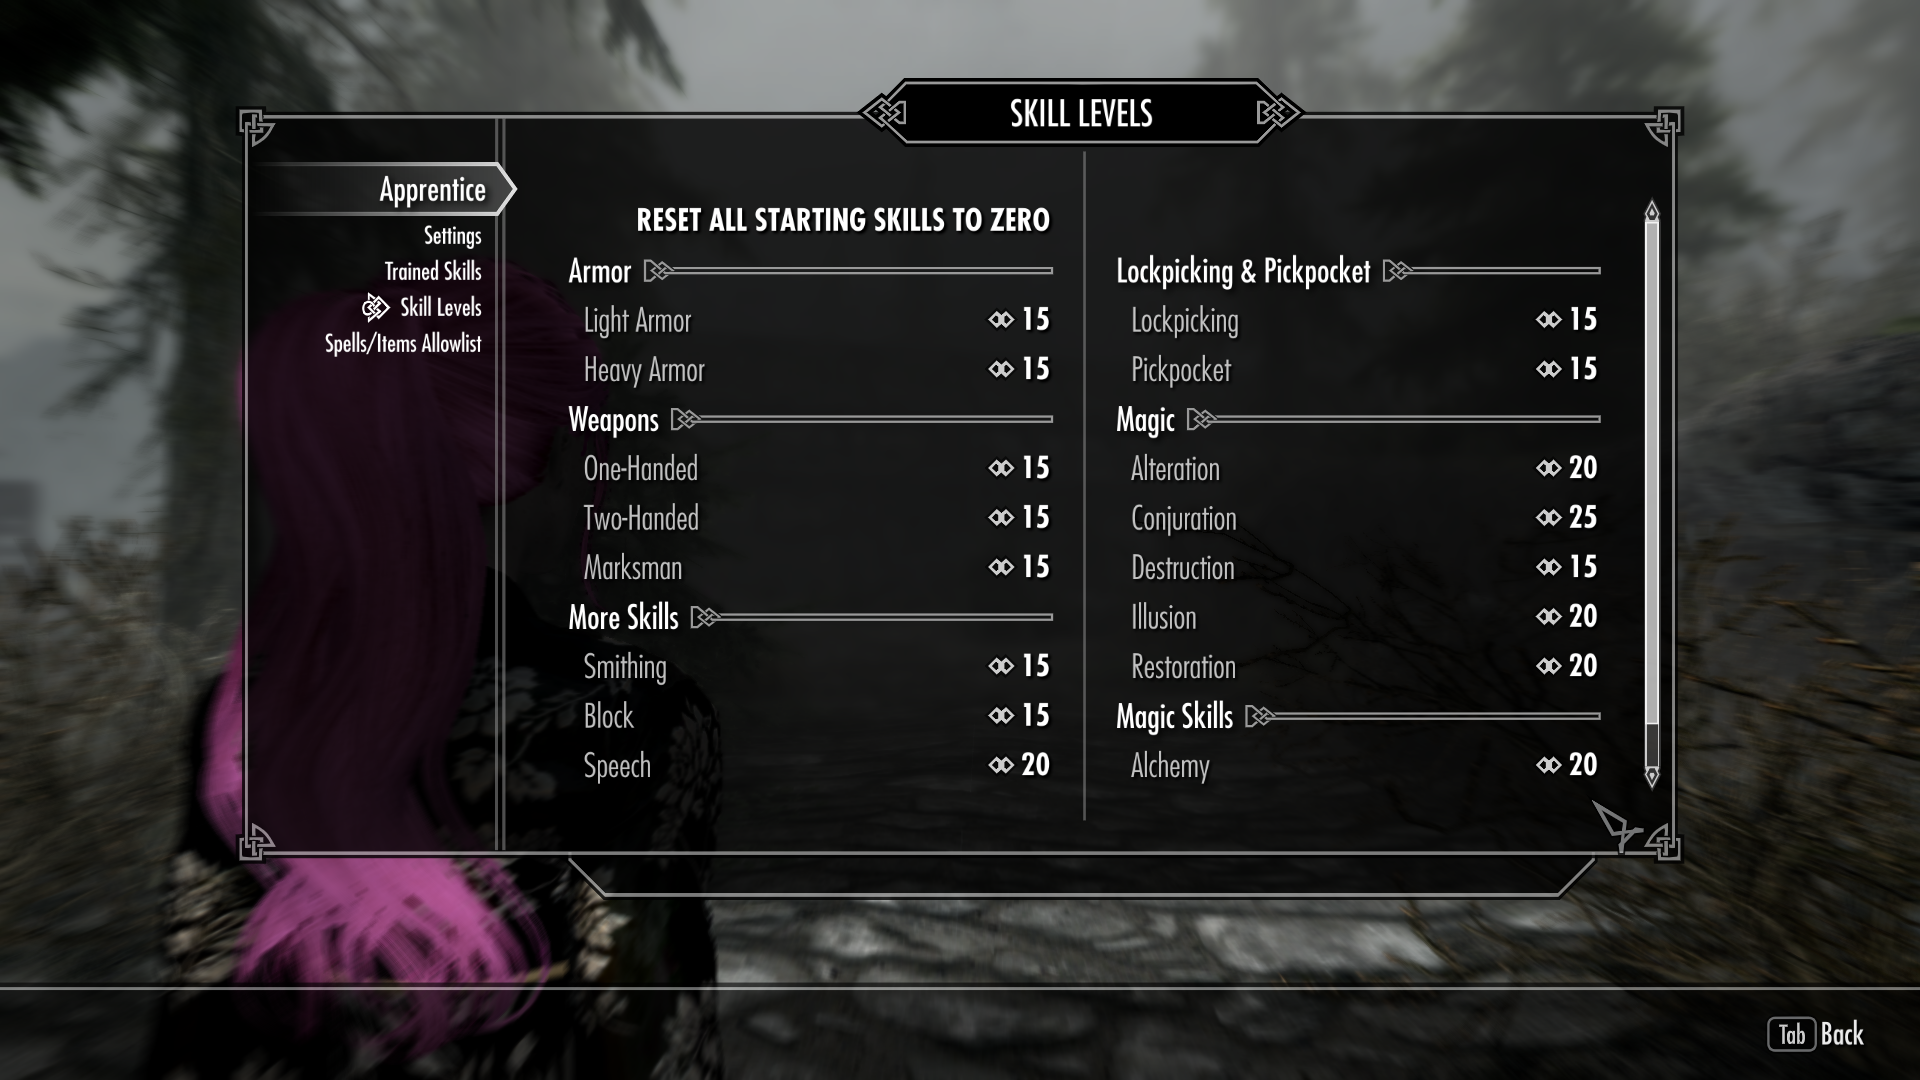 SKILL LEVELS
Apprentice
Settings
Trained Skills
Skill Levels
Spells/Items Allowlist
RESET ALL STARTING SKILLS TO ZERO
Armor
Light Armor 15
Heavy Armor 15
Weapons
One-Handed 15
Two-Handed 15
Marksman 15
More Skills
Smithing 15
Block 15
Speech 20
Lockpicking & Pickpocket
Lockpicking 15
Pickpocket 15
Magic
Alteration 20
Conjuration 25
Destruction 15
Illusion 20
Restoration 20
Magic Skills
Alchemy 20
Tab Back